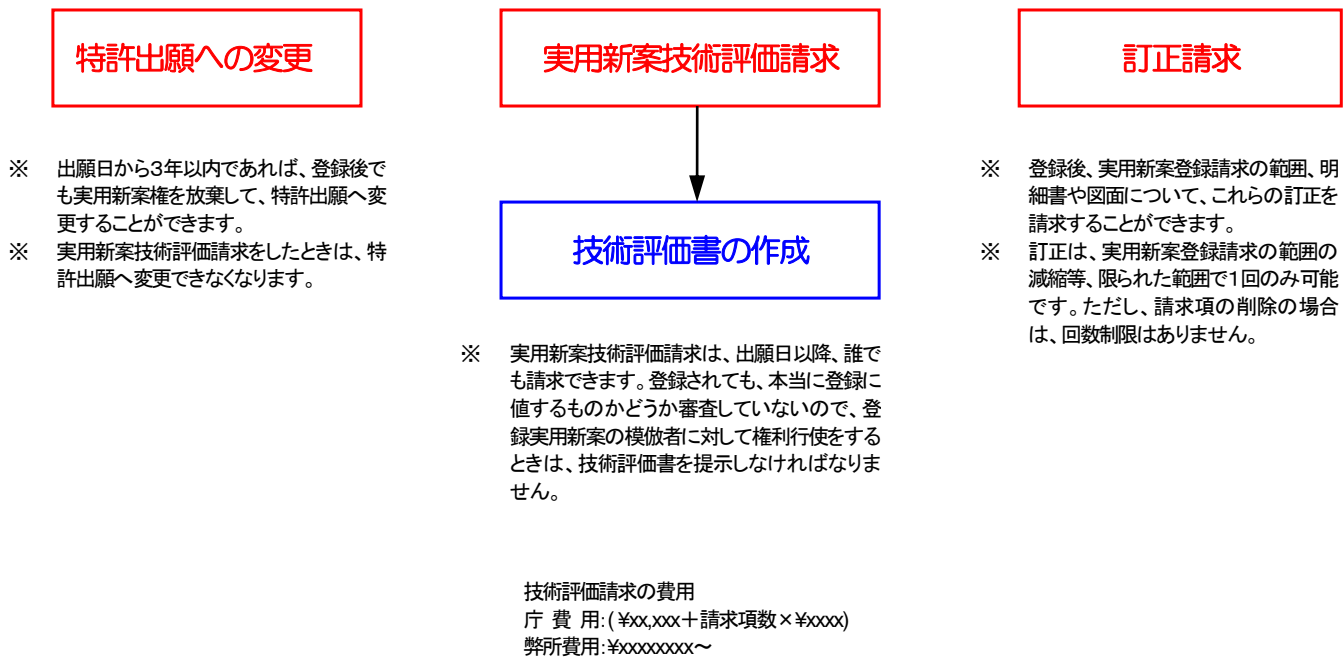 特許出願への変更
※ 出願日から3年以内であれば、登録後で
も実用新案権を放棄して、特許出願へ変
更することができます。
※ 実用新案技術評価請求をしたときは、特
許出願へ変更できなくなります。
実用新案技術評価請求
技術評価書の作成
※ 実用新案技術評価請求は、出願日以降、誰で
も請求できます。登録されても、本当に登録に
値するものかどうか審査していないので、登
録実用新案の模倣者に対して権利行使をする
ときは、技術評価書を提示しなければなりま
せん。
技術評価請求の費用
庁 費 用:(¥xx,xxx+請求項数×¥xxxx)
弊所費用:¥xxxxxxxx～
訂正請求
※ 登録後、実用新案登録請求の範囲、明
細書や図面について、これらの訂正を
請求することができます。
※ 訂正は、実用新案登録請求の範囲の
減縮等、限られた範囲で1回のみ可能
です。ただし、請求項の削除の場合
は、回数制限はありません。